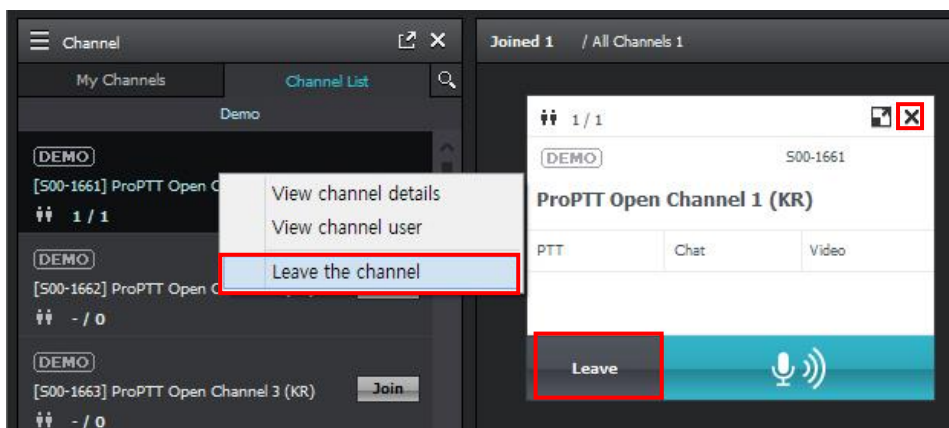 Channel
My Channels
Channel List
Demo
DEMO
[S00-1661] ProPTT Open C
1 / 1
DEMO
[S00-1662] ProPTT Open C
- / 0
DEMO
[S00-1663] ProPTT Open Channel 3 (KR)
Join
- / 0
View channel details
View channel user
Leave the channel
Joined 1 / All Channels 1
1 / 1
DEMO
S00-1661
ProPTT Open Channel 1 (KR)
PTT
Chat
Video
Leave